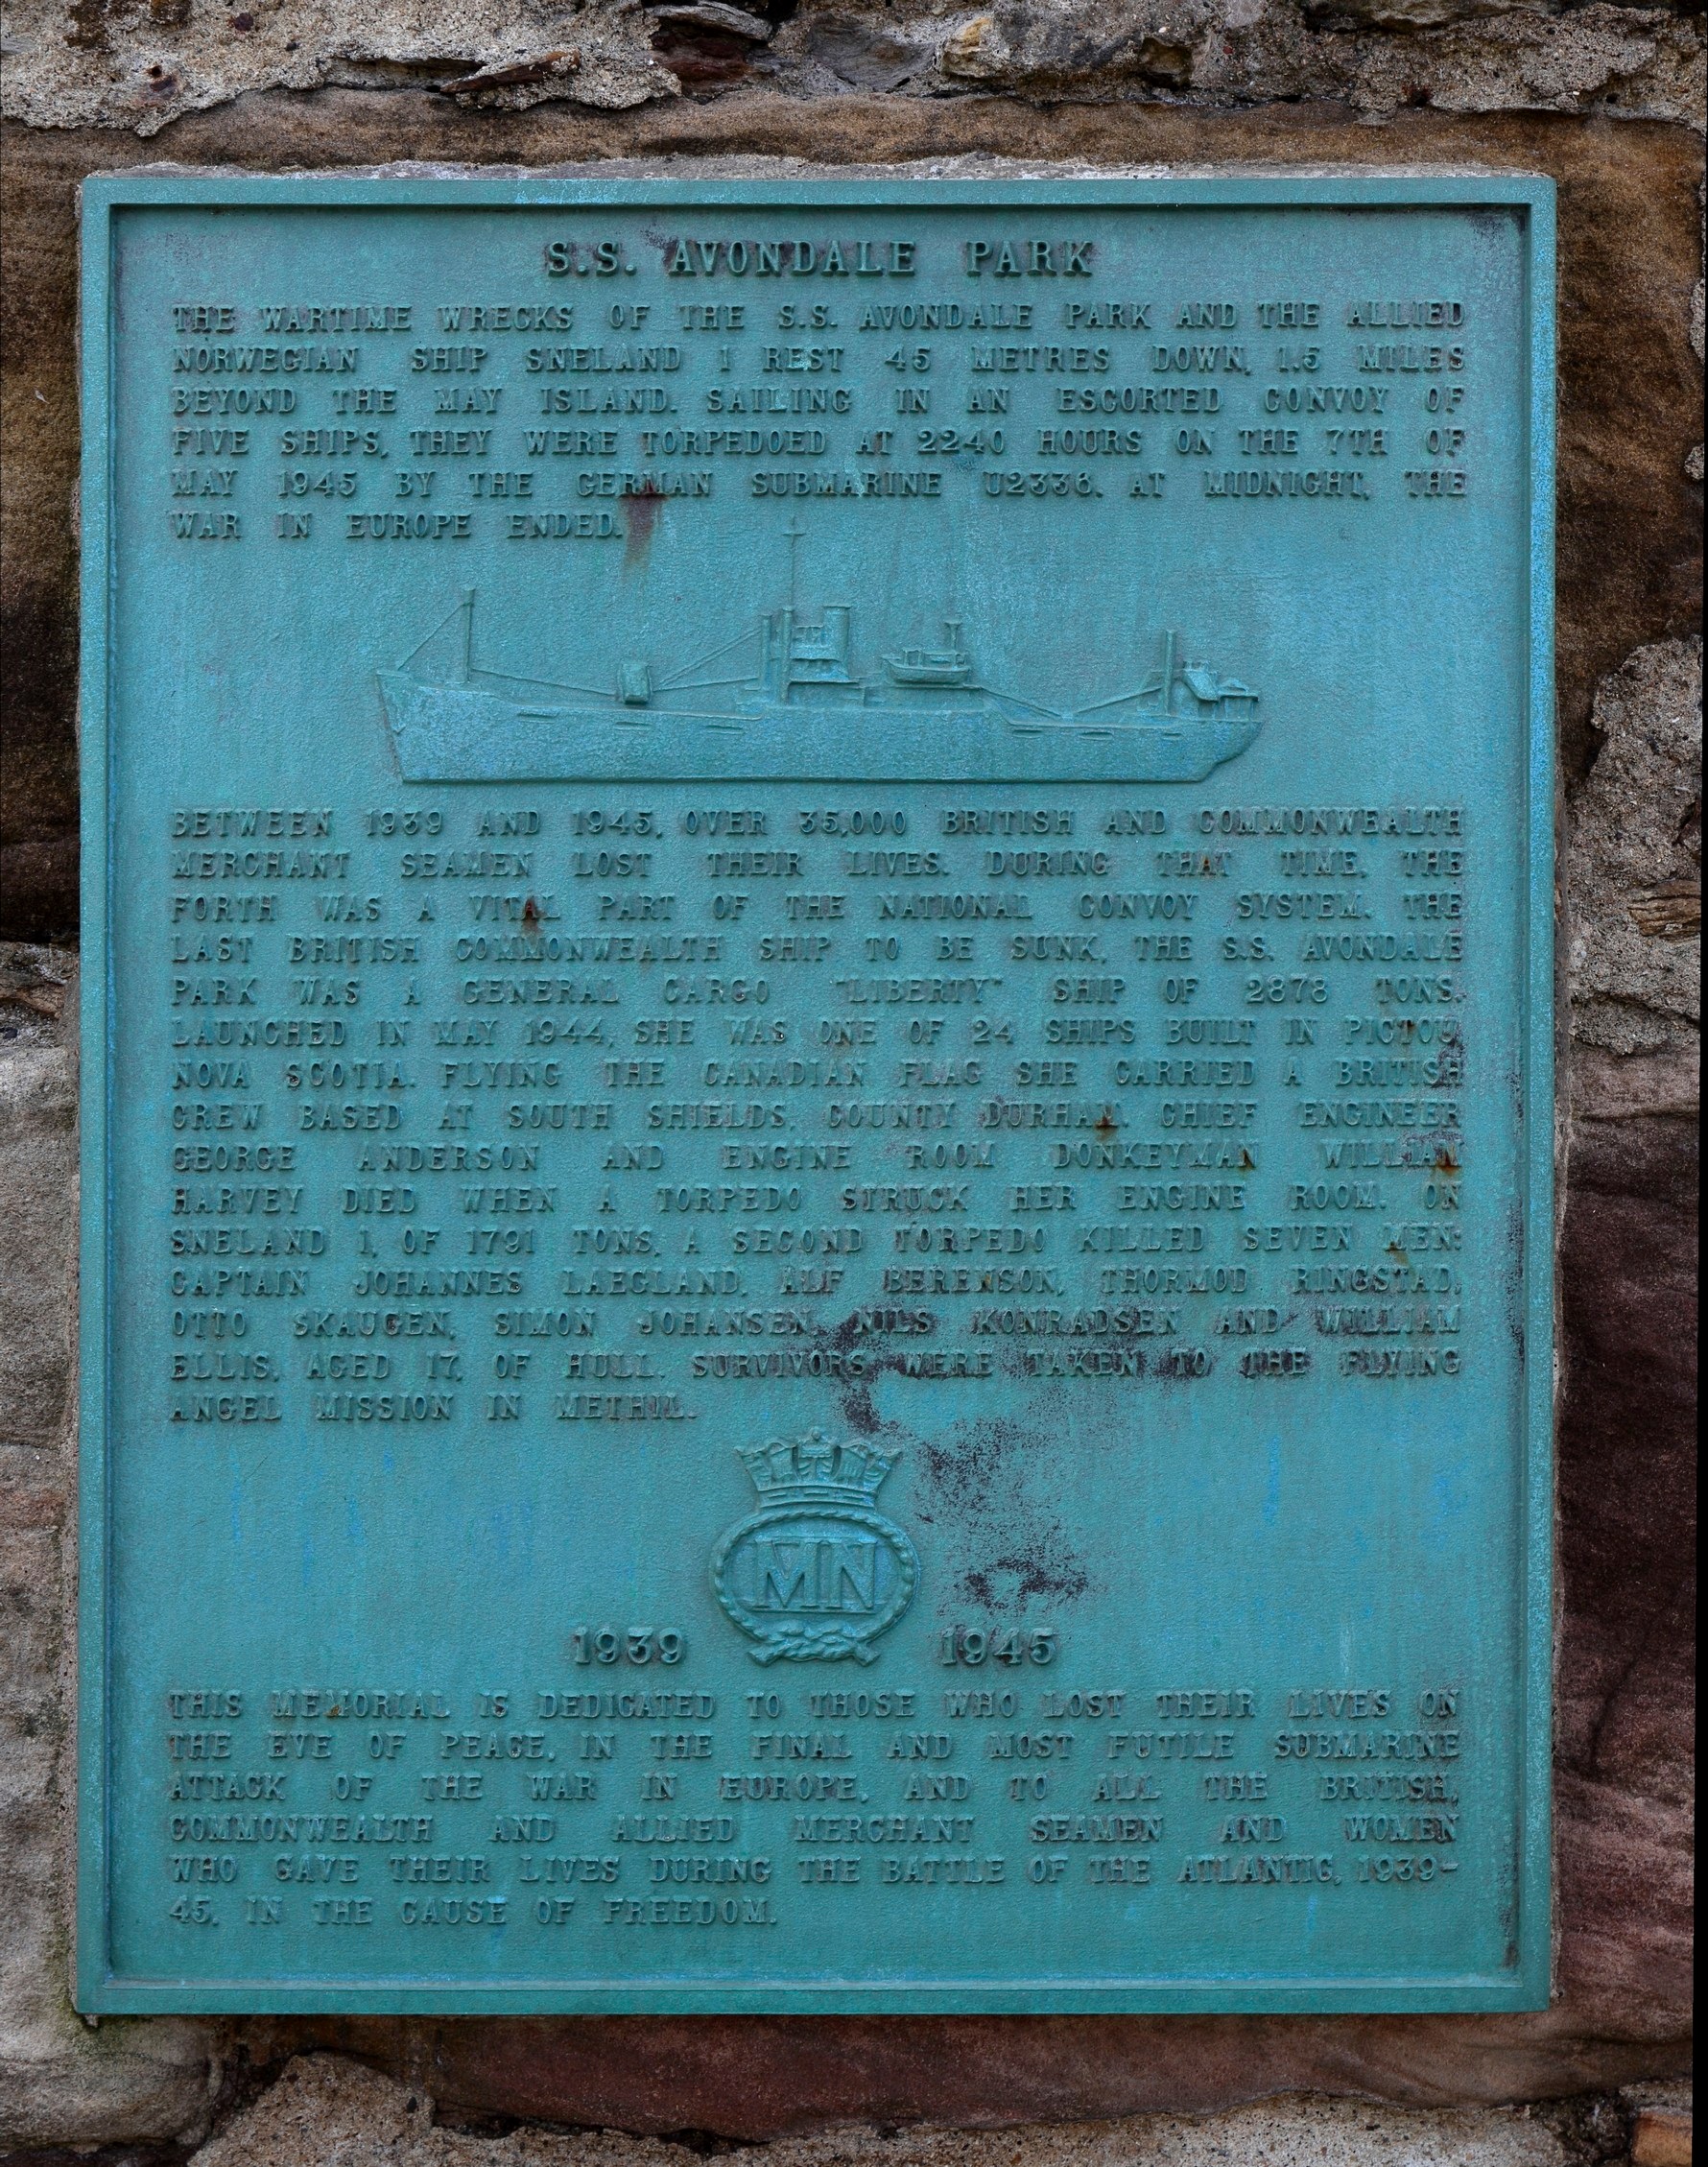 S.S. AVONDALE PARK
THE WARTIME WRECKS OF THE S.S. AVONDALE PARK AND THE ALLIED
NORWEGIAN SHIP SNELAND 1 REST 45 METRES DOWN, 1.5 MILES
BEYOND THE MAY ISLAND. SAILING IN AN ESCORTED CONVOY OF
FIVE SHIPS, THEY WERE TORPEDOED AT 2240 HOURS ON THE 7TH OF
MAY 1945 BY THE GERMAN SUBMARINE U2336. AT MIDNIGHT, THE
WAR IN EUROPE ENDED.
BETWEEN 1939 AND 1945, OVER 35,000 BRITISH AND COMMONWEALTH
MERCHANT SEAMEN LOST THEIR LIVES. DURING THAT TIME, THE
FORTH WAS A VITAL PART OF THE NATIONAL CONVOY SYSTEM. THE
LAST BRITISH COMMONWEALTH SHIP TO BE SUNK, THE S.S. AVONDALE
PARK WAS A GENERAL CARGO "LIBERTY" SHIP OF 2878 TONS.
LAUNCHED IN MAY 1944, SHE WAS ONE OF 24 SHIPS BUILT IN PICTOU
NOVA SCOTIA. FLYING THE CANADIAN FLAG SHE CARRIED A BRITISH
CREW BASED AT SOUTH SHIELDS, COUNTY DURHAM. CHIEF ENGINEER
GEORGE ANDERSON AND ENGINE ROOM DONKEYMAN WILLIAM
HARVEY DIED WHEN A TORPEDO STRUCK HER ENGINE ROOM. ON
SNELAND 1, OF 1791 TONS, A SECOND TORPEDO KILLED SEVEN MEN:
CAPTAIN JOHANNES LAEGLAND, ALF BERENSON, THORMOD RINGSTAD,
OTTO SKAUGEN, SIMON JOHANSEN, NILS KONRADSEN AND WILLIAM
ELLIS, AGED 17, OF HULL. SURVIVORS WERE TAKEN TO THE FLYING
ANGEL MISSION IN METHIL.
MN
1939 1945
THIS MEMORIAL IS DEDICATED TO THOSE WHO LOST THEIR LIVES ON
THE EVE OF PEACE, IN THE FINAL AND MOST FUTILE SUBMARINE
ATTACK OF THE WAR IN EUROPE, AND TO ALL THE BRITISH,
COMMONWEALTH AND ALLIED MERCHANT SEAMEN AND WOMEN
WHO GAVE THEIR LIVES DURING THE BATTLE OF THE ATLANTIC, 1939-
45, IN THE CAUSE OF FREEDOM.